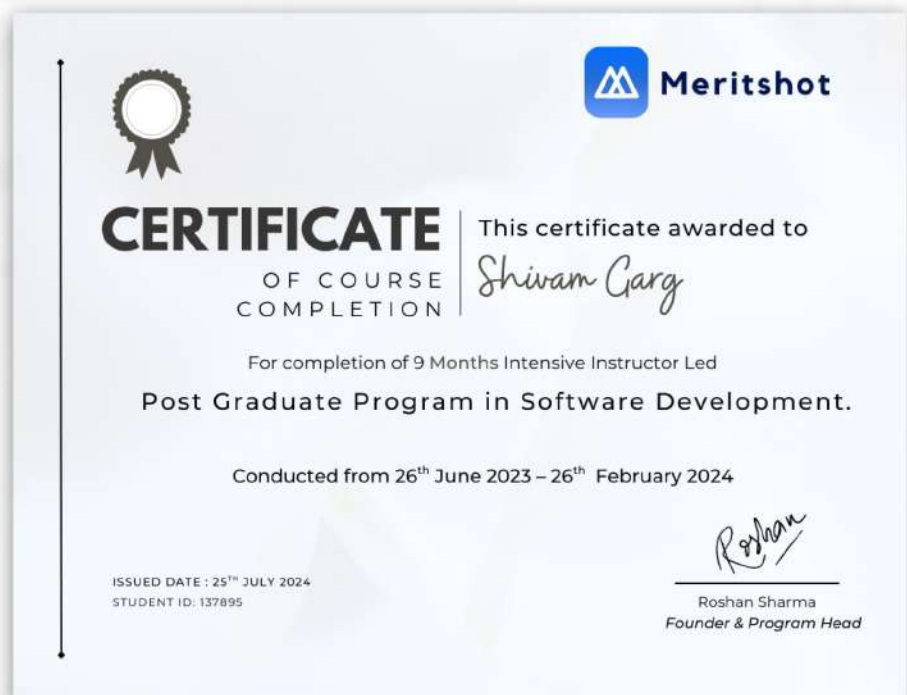 Meritshot
CERTIFICATE
OF COURSE
COMPLETION
This certificate awarded to
Shivam Garg
For completion of 9 Months Intensive Instructor Led
Post Graduate Program in Software Development.
Conducted from 26th June 2023 – 26th February 2024
Roshan
ISSUED DATE : 25TH JULY 2024
STUDENT ID: 137895
Roshan Sharma
Founder & Program Head